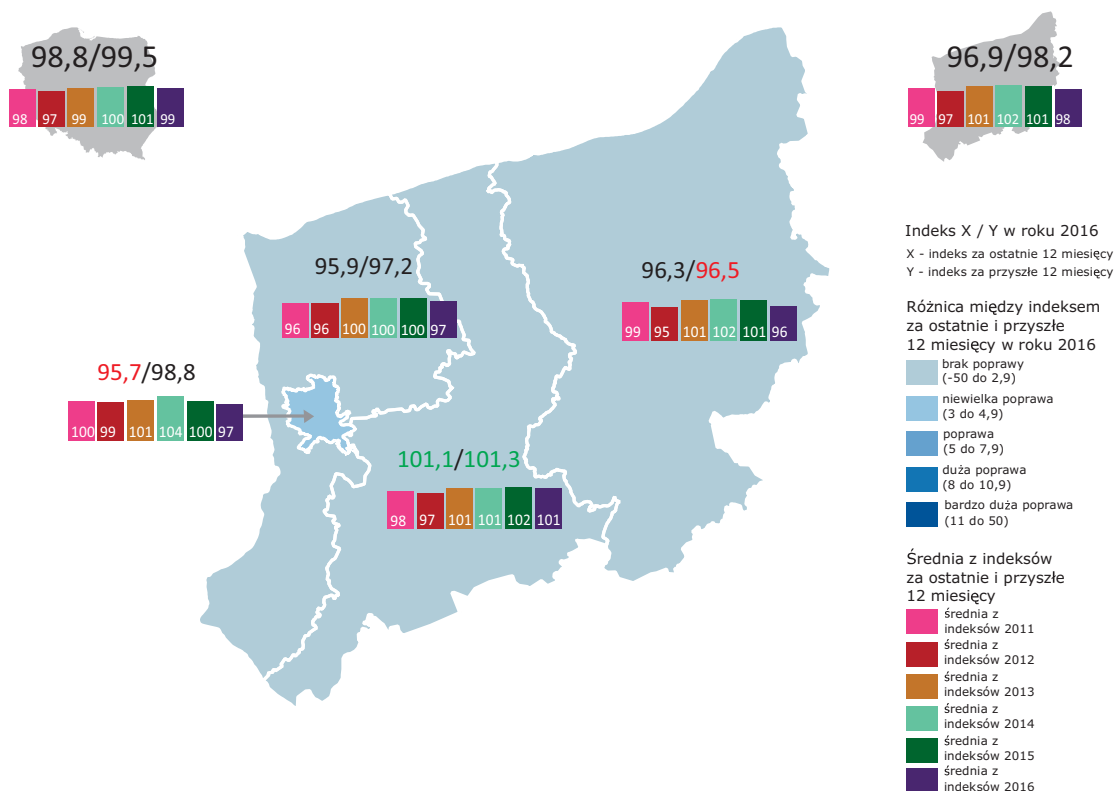 98,8/99,5
98 97 99 100 101 99
96,9/98,2
99 97 101 102 101 98
95,9/97,2
96 96 100 100 100 97
96,3/96,5
99 95 101 102 101 96
95,7/98,8
100 99 101 104 100 97
101,1/101,3
98 97 101 101 102 101
Indeks X / Y w roku 2016
X - indeks za ostatnie 12 miesięcy
Y - indeks za przyszłe 12 miesięcy
Różnica między indeksem
za ostatnie i przyszłe
12 miesięcy w roku 2016
brak poprawy
(-50 do 2,9)
niewielka poprawa
(3 do 4,9)
poprawa
(5 do 7,9)
duża poprawa
(8 do 10,9)
bardzo duża poprawa
(11 do 50)
Średnia z indeksów
za ostatnie i przyszłe
12 miesięcy
średnia z
indeksów 2011
średnia z
indeksów 2012
średnia z
indeksów 2013
średnia z
indeksów 2014
średnia z
indeksów 2015
średnia z
indeksów 2016